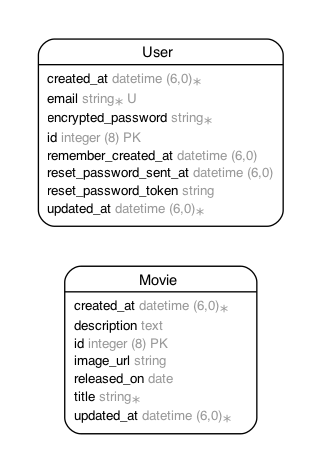 User
created_at datetime (6,0)*
email string* U
encrypted_password string*
id integer (8) PK
remember_created_at datetime (6,0)
reset_password_sent_at datetime (6,0)
reset_password_token string
updated_at datetime (6,0)*
Movie
created_at datetime (6,0)*
description text
id integer (8) PK
image_url string
released_on date
title string*
updated_at datetime (6,0)*